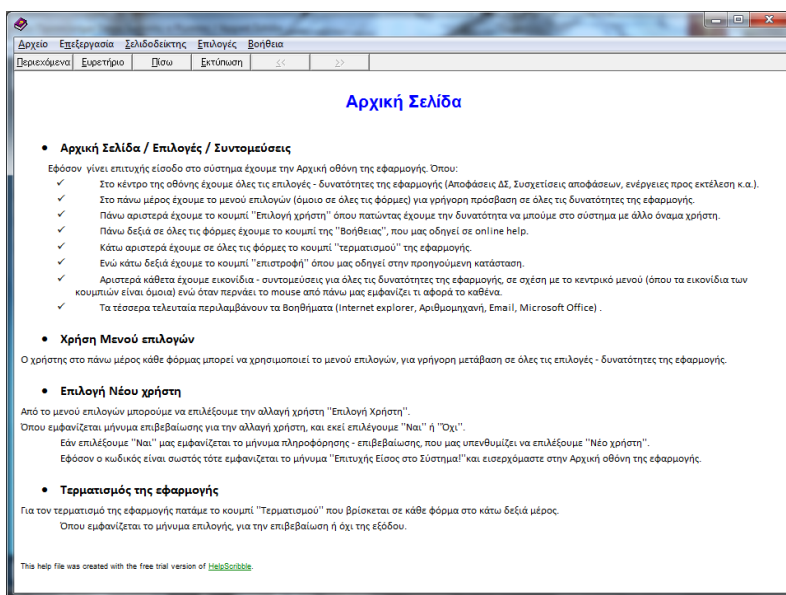 Αρχείο Επεξεργασία Σελιδοδείκτης Επιλογές Βοήθεια
Περιεχόμενα Ευρετήριο Πίσω Εκτύπωση << >>
Αρχική Σελίδα
• Αρχική Σελίδα / Επιλογές / Συντομεύσεις
Εφόσον γίνει επιτυχής είσοδο στο σύστημα έχουμε την Αρχική οθόνη της εφαρμογής. Όπου:
✓ Στο κέντρο της οθόνης έχουμε όλες τις επιλογές - δυνατότητες της εφαρμογής (Αποφάσεις ΔΣ, Συσχετίσεις αποφάσεων, ενέργειες προς εκτέλεση κ.α.).
✓ Στο πάνω μέρος έχουμε το μενού επιλογών (όμοιο σε όλες τις φόρμες) για γρήγορη πρόσβαση σε όλες τις δυνατότητες της εφαρμογής.
✓ Πάνω αριστερά έχουμε το κουμπί "Επιλογή χρήστη" όπου πατώντας έχουμε την δυνατότητα να μπούμε στο σύστημα με άλλο όναμα χρήστη.
✓ Πάνω δεξιά σε όλες τις φόρμες έχουμε το κουμπί της "Βοήθειας", που μας οδηγεί σε online help.
✓ Κάτω αριστερά έχουμε σε όλες τις φόρμες το κουμπί "τερματισμού" της εφαρμογής.
✓ Ενώ κάτω δεξιά έχουμε το κουμπί "επιστροφή" όπου μας οδηγεί στην προηγούμενη κατάσταση.
✓ Αριστερά κάθετα έχουμε εικονίδια - συντομεύσεις για όλες τις δυνατότητες της εφαρμογής, σε σχέση με το κεντρικό μενού (όπου τα εικονίδια των
κουμπιών είναι όμοια) ενώ όταν περνάει το mouse από πάνω μας εμφανίζει τι αφορά το καθένα.
✓ Τα τέσσερα τελευταία περιλαμβάνουν τα Βοηθήματα (Internet explorer, Αριθμομηχανή, Email, Microsoft Office) .
• Χρήση Μενού επιλογών
Ο χρήστης στο πάνω μέρος κάθε φόρμας μπορεί να χρησιμοποιεί το μενού επιλογών, για γρήγορη μετάβαση σε όλες τις επιλογές - δυνατότητες της εφαρμογής.
• Επιλογή Νέου χρήστη
Από το μενού επιλογών μπορούμε να επιλέξουμε την αλλαγή χρήστη "Επιλογή Χρήστη".
Όπου εμφανίζεται μήνυμα επιβεβαίωσης για την αλλαγή χρήστη, και εκεί επιλέγουμε "Ναι" ή "Όχι".
Εάν επιλέξουμε "Ναι" μας εμφανίζεται το μήνυμα πληροφόρησης - επιβεβαίωσης, που μας υπενθυμίζει να επιλέξουμε "Νέο χρήστη".
Εφόσον ο κωδικός είναι σωστός τότε εμφανιζεται το μήνυμα "Επιτυχής Είσος στο Σύστημα!"και εισερχόμαστε στην Αρχική οθόνη της εφαρμογής.
• Τερματισμός της εφαρμογής
Για τον τερματισμό της εφαρμογής πατάμε το κουμπί "Τερματισμού" που βρίσκεται σε κάθε φόρμα στο κάτω δεξιά μέρος.
Όπου εμφανίζεται το μήνυμα επιλογής, για την επιβεβαίωση ή όχι της εξόδου.
This help file was created with the free trial version of HelpScribble.